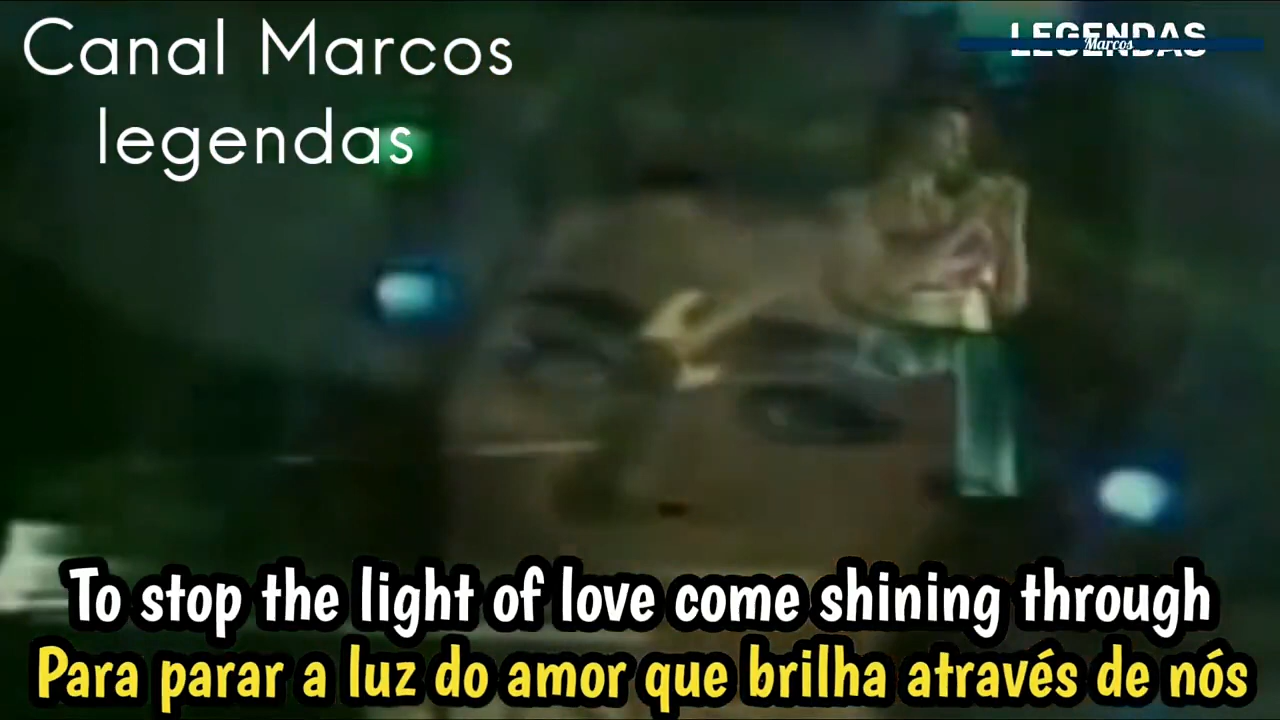 Canal Marcos
legendas
LEGENDAS
Marcos
To stop the light of love come shining through
Para parar a luz do amor que brilha através de nós